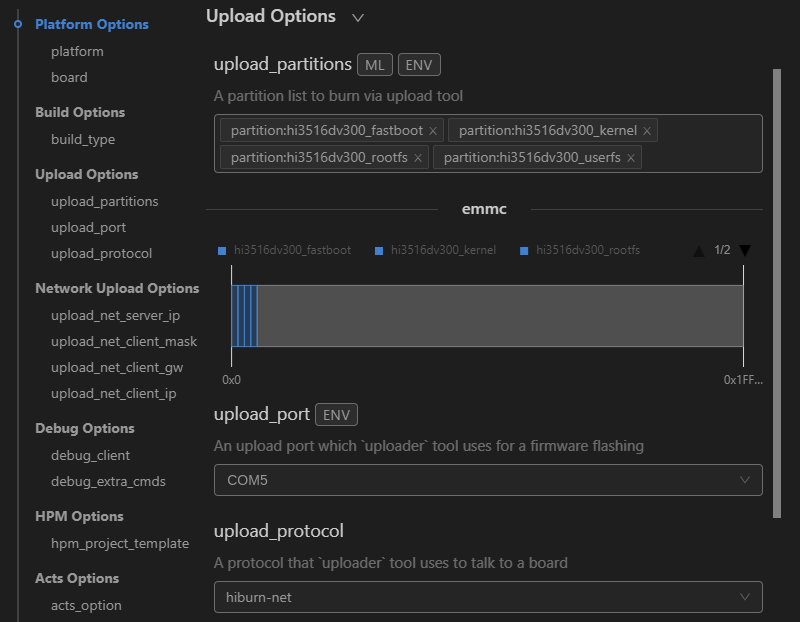 Platform Options
platform
board
Build Options
build_type
Upload Options
upload_partitions
upload_port
upload_protocol
Network Upload Options
upload_net_server_ip
upload_net_client_mask
upload_net_client_gw
upload_net_client_ip
Debug Options
debug_client
debug_extra_cmds
HPM Options
hpm_project_template
Acts Options
acts_option
Upload Options
upload_partitions ML ENV
A partition list to burn via upload tool
partition:hi3516dv300_fastboot × partition:hi3516dv300_kernel ×
partition:hi3516dv300_rootfs × partition:hi3516dv300_userfs ×
emmc
hi3516dv300_fastboot hi3516dv300_kernel hi3516dv300_rootfs 1/2
0x0 0x1FF...
upload_port ENV
An upload port which `uploader` tool uses for a firmware flashing
COM5
upload_protocol
A protocol that `uploader` tool uses to talk to a board
hiburn-net